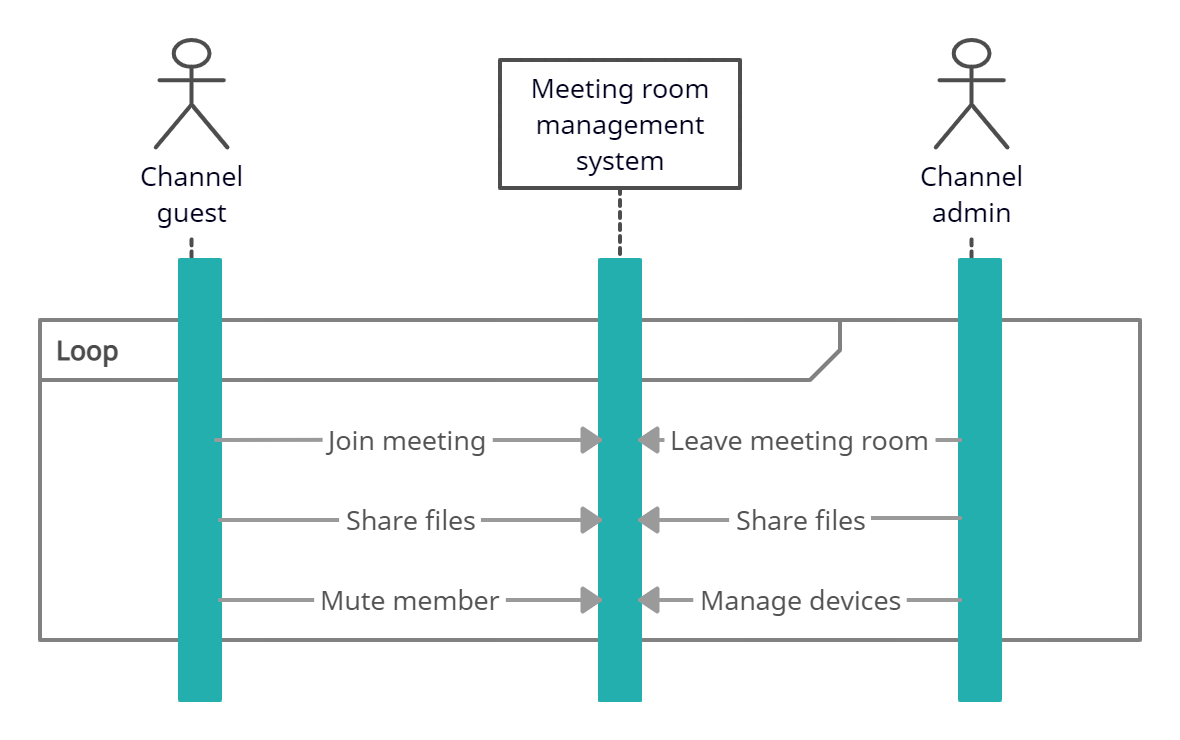 Channel
guest
Meeting room
management
system
Channel
admin
Loop
Join meeting
Leave meeting room
Share files
Share files
Mute member
Manage devices